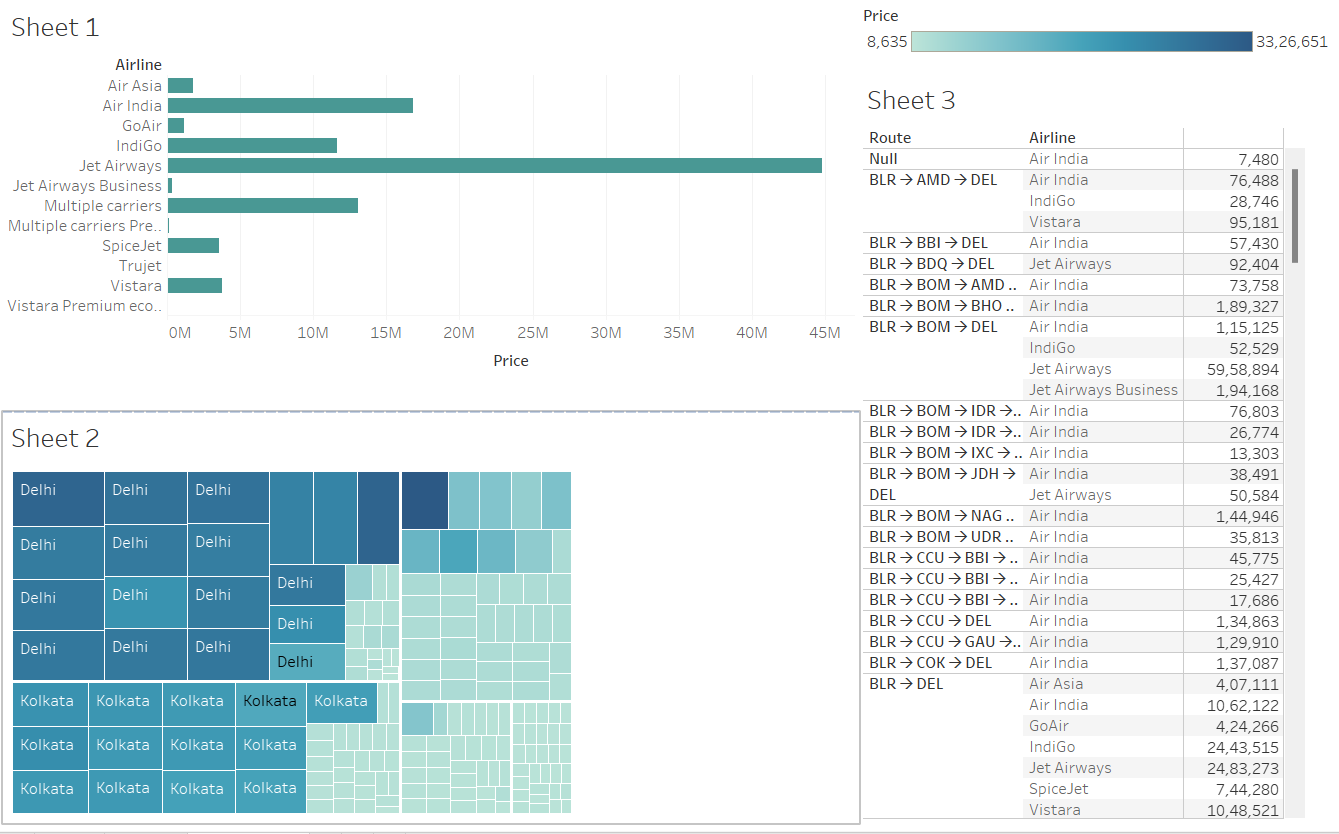 Sheet 1
Airline
Air Asia
Air India
GoAir
IndiGo
Jet Airways
Jet Airways Business
Multiple carriers
Multiple carriers Pre..
SpiceJet
Trujet
Vistara
Vistara Premium eco..
0M 5M 10M 15M 20M 25M 30M 35M 40M 45M
Price
Sheet 2
Delhi Delhi Delhi
Delhi Delhi Delhi
Delhi Delhi Delhi Delhi
Delhi Delhi Delhi Delhi
Delhi
Kolkata Kolkata Kolkata Kolkata Kolkata
Kolkata Kolkata Kolkata Kolkata
Kolkata Kolkata Kolkata Kolkata
Price
8,635 33,26,651
Sheet 3
Route Airline
Null Air India 7,480
BLR → AMD → DEL Air India 76,488
IndiGo 28,746
Vistara 95,181
BLR → BBI → DEL Air India 57,430
BLR → BDQ → DEL Jet Airways 92,404
BLR → BOM → AMD .. Air India 73,758
BLR → BOM → BHO .. Air India 1,89,327
BLR → BOM → DEL Air India 1,15,125
IndiGo 52,529
Jet Airways 59,58,894
Jet Airways Business 1,94,168
BLR → BOM → IDR →.. Air India 76,803
BLR → BOM → IDR →.. Air India 26,774
BLR → BOM → IXC → .. Air India 13,303
BLR → BOM → JDH → Air India 38,491
DEL Jet Airways 50,584
BLR → BOM → NAG .. Air India 1,44,946
BLR → BOM → UDR .. Air India 35,813
BLR → CCU → BBI → .. Air India 45,775
BLR → CCU → BBI → .. Air India 25,427
BLR → CCU → BBI → .. Air India 17,686
BLR → CCU → DEL Air India 1,34,863
BLR → CCU → GAU →.. Air India 1,29,910
BLR → COK → DEL Air India 1,37,087
BLR → DEL Air Asia 4,07,111
Air India 10,62,122
GoAir 4,24,266
IndiGo 24,43,515
Jet Airways 24,83,273
SpiceJet 7,44,280
Vistara 10,48,521